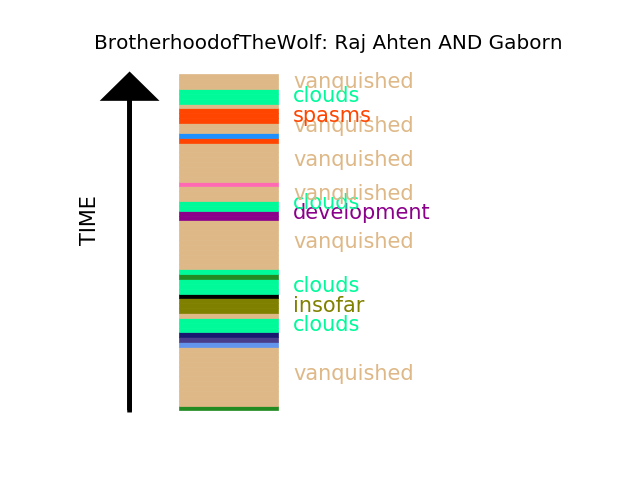 BrotherhoodofTheWolf: Raj Ahten AND Gaborn
vanquished
clouds
spasms
vanquished
vanquished
vanquished
clouds
development
vanquished
clouds
insofar
clouds
vanquished
TIME